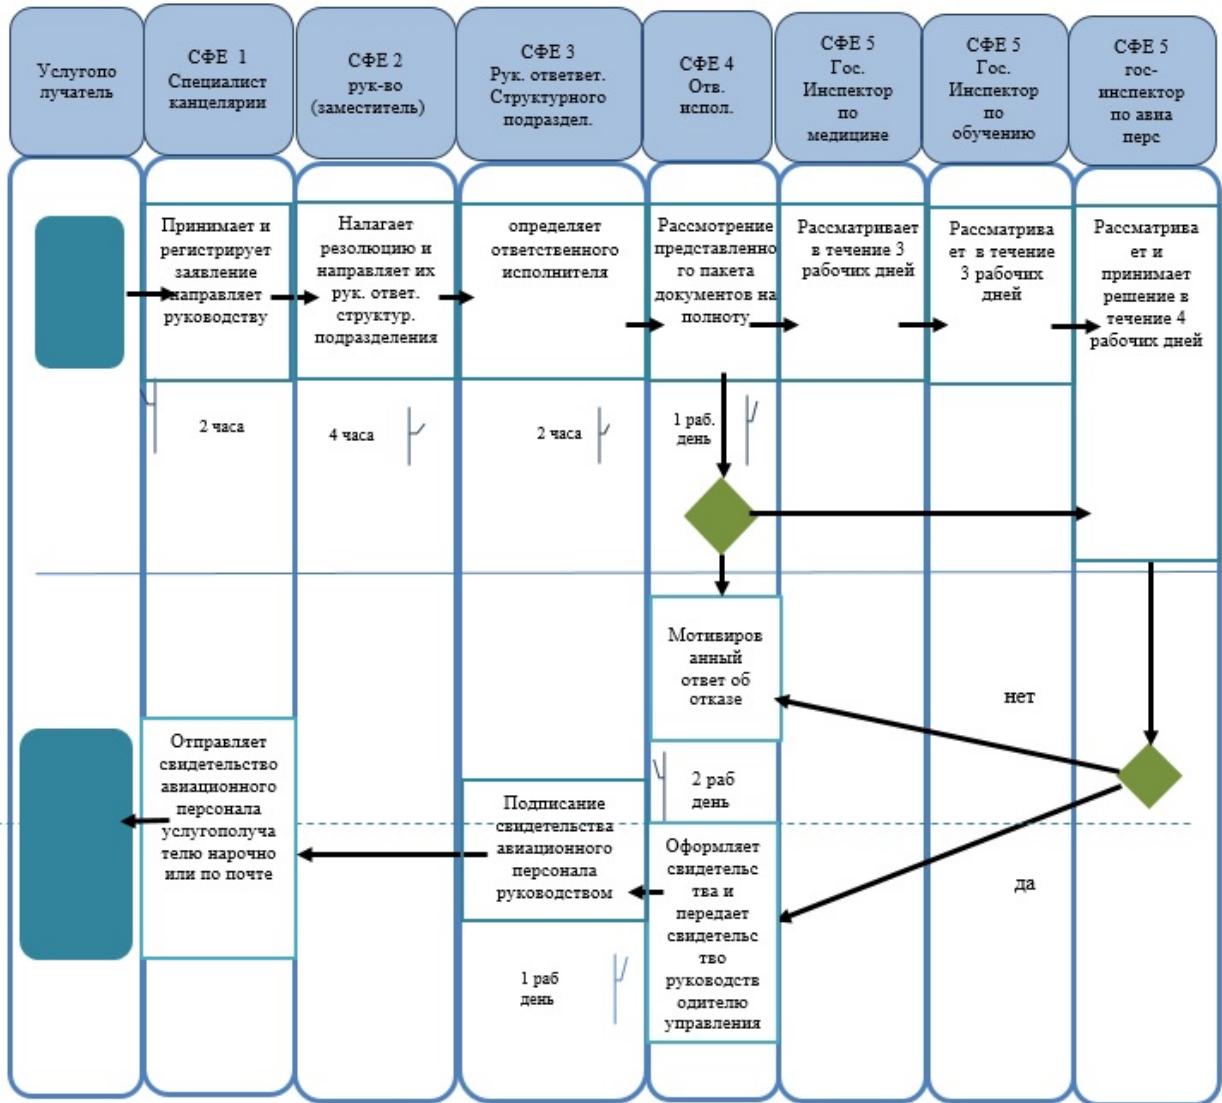 Услугопо
лучатель
СФЕ 1
Специалист
канцелярии
СФЕ 2
рук-во
(заместитель)
СФЕ 3
Рук. ответвет.
Структурного
подраздел.
СФЕ 4
Отв.
испол.
СФЕ 5
Гос.
Инспектор
по
медицине
СФЕ 5
Гос.
Инспектор
по
обучению
СФЕ 5
гос-
инспектор
по авиа
перс
Принимает и
регистрирует
заявление
направляет
руководству
Налагает
резолюцию и
направляет их
рук. ответ.
структур.
подразделения
определяет
ответственного
исполнителя
Рассмотрение
представленно
го пакета
документов на
полноту
Рассматривает
в течение 3
рабочих дней
Рассматрива
ет в течение
3 рабочих
дней
Рассматрива
ет и
принимает
решение в
течение 4
рабочих дней
2 часа
4 часа
2 часа
1 раб.
день
Мотивиров
анный
ответ об
отказе
нет
2 раб
день
Отправляет
свидетельство
авиационного
персонала
услугополуча
телю нарочно
или по почте
Подписание
свидетельства
авиационного
персонала
руководством
Оформляет
свидетельс
тва и
передает
свидетельс
тво
руководств
одителю
управления
да
1 раб
день